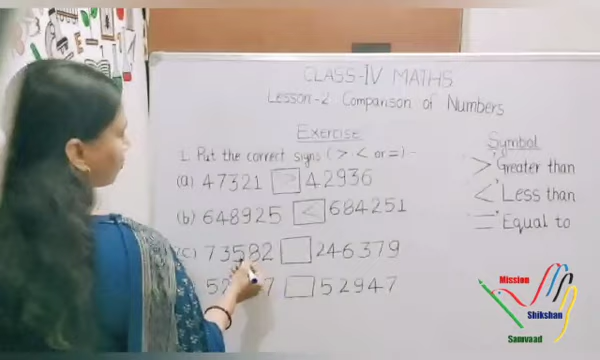 CLASS-IV MATHS
Lesson-2 Comparison of Numbers
Exercise
1. Put the correct signs (>, < or =) -
(a) 47321 > 42936
(b) 648925 < 684251
(c) 73582 246379
52947
Symbol
> Greater than
< Less than
= Equal to
Mission
Shikshan
Samvaad